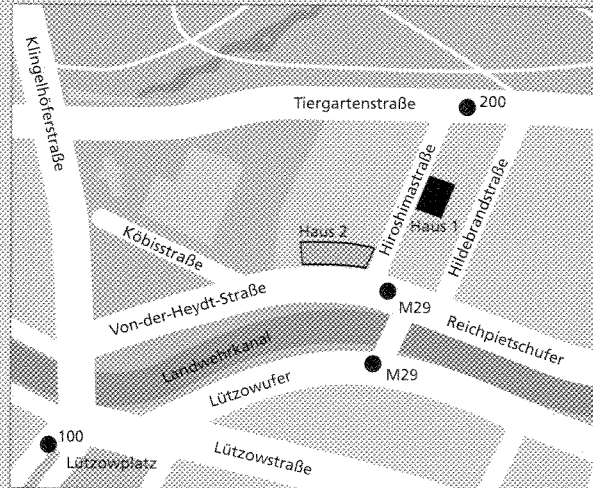 Klingelhöferstraße
Tiergartenstraße
200
Hiroshimastraße
Haus 1
Hildebrandstraße
Haus 2
Köbisstraße
Von-der-Heydt-Straße
M29
Reichpietschufer
Landwehrkanal
M29
Lützowufer
100
Lützowplatz
Lützowstraße